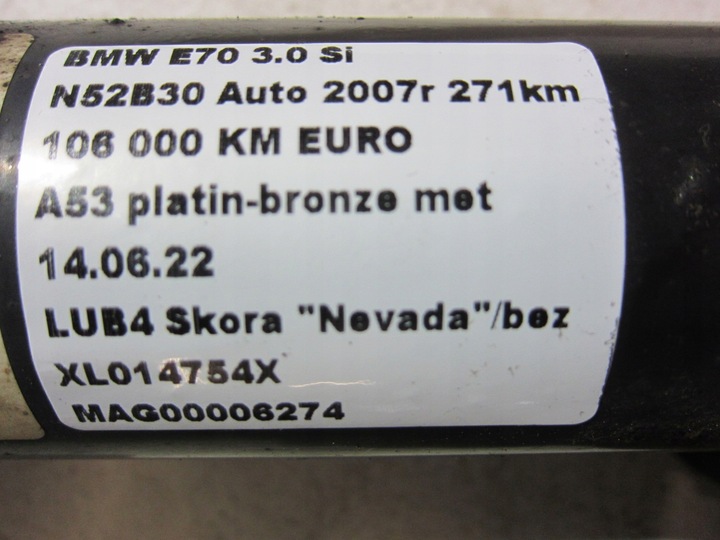 BMW E70 3.0 Si
N52B30 Auto 2007r 271km
106 000 KM EURO
A53 platin-bronze met
14.06.22
LUB4 Skora "Nevada"/bez
XL014754X
MAG00006274